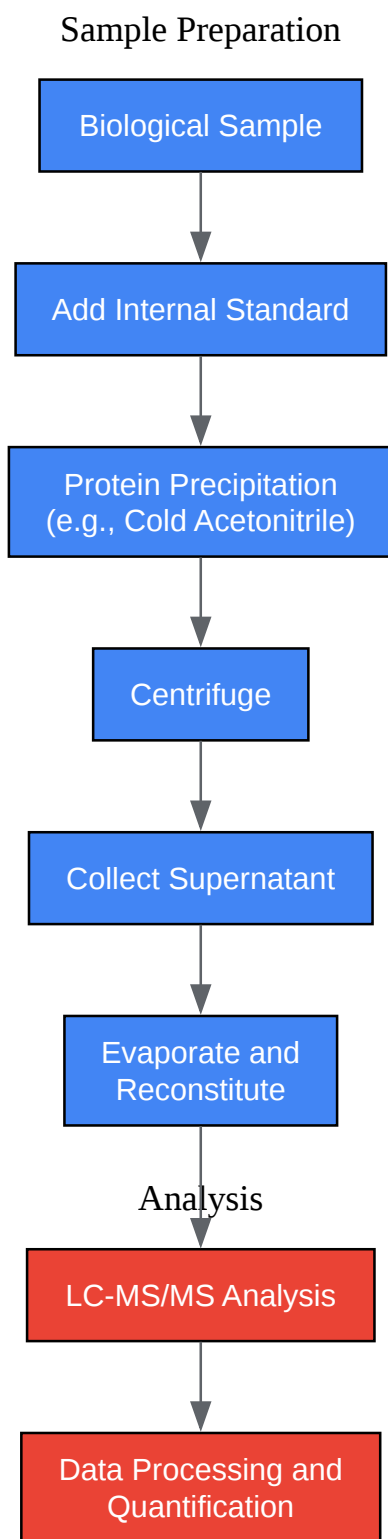 Sample Preparation
Biological Sample
Add Internal Standard
Protein Precipitation
(e.g., Cold Acetonitrile)
Centrifuge
Collect Supernatant
Evaporate and
Reconstitute
Analysis
LC-MS/MS Analysis
Data Processing and
Quantification